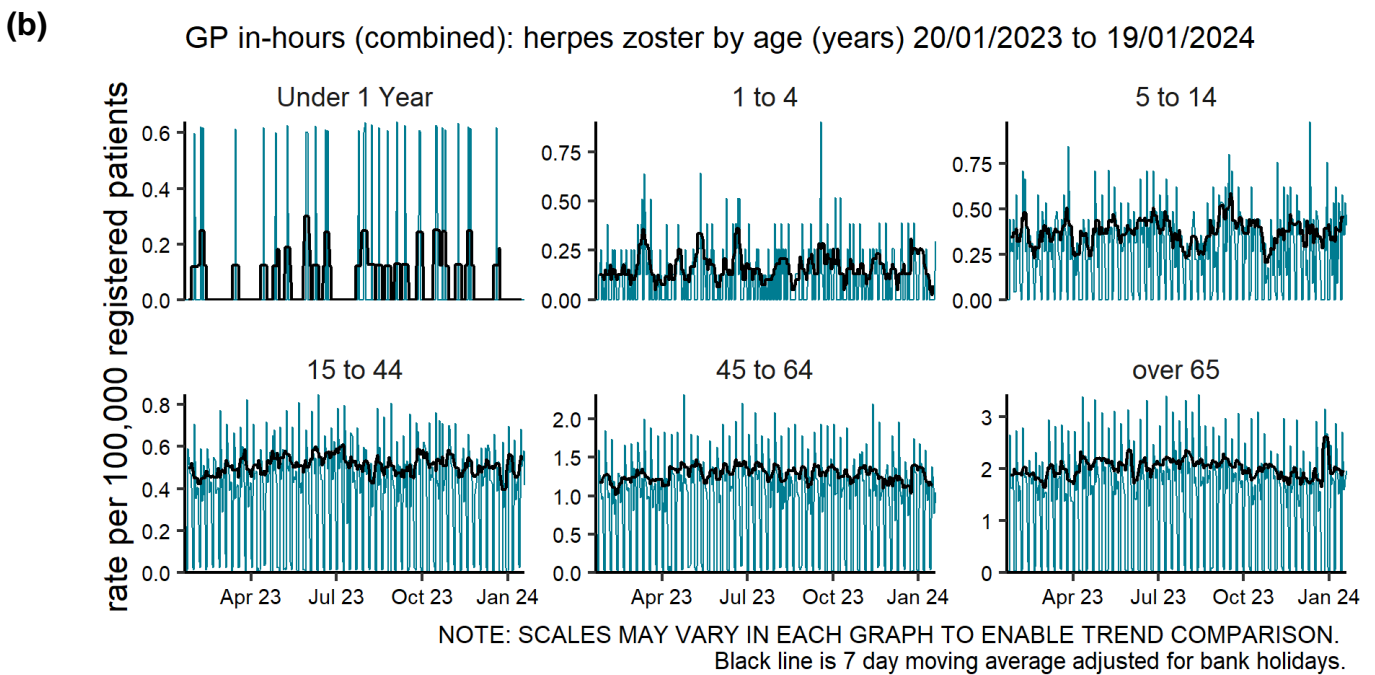 (b)
GP in-hours (combined): herpes zoster by age (years) 20/01/2023 to 19/01/2024
rate per 100,000 registered patients
Under 1 Year
0.6
0.4
0.2
0.0
1 to 4
0.75
0.50
0.25
0.00
5 to 14
0.75
0.50
0.25
0.00
15 to 44
0.8
0.6
0.4
0.2
0.0
Apr 23 Jul 23 Oct 23 Jan 24
45 to 64
2.0
1.5
1.0
0.5
0.0
Apr 23 Jul 23 Oct 23 Jan 24
over 65
3
2
1
0
Apr 23 Jul 23 Oct 23 Jan 24
NOTE: SCALES MAY VARY IN EACH GRAPH TO ENABLE TREND COMPARISON.
Black line is 7 day moving average adjusted for bank holidays.